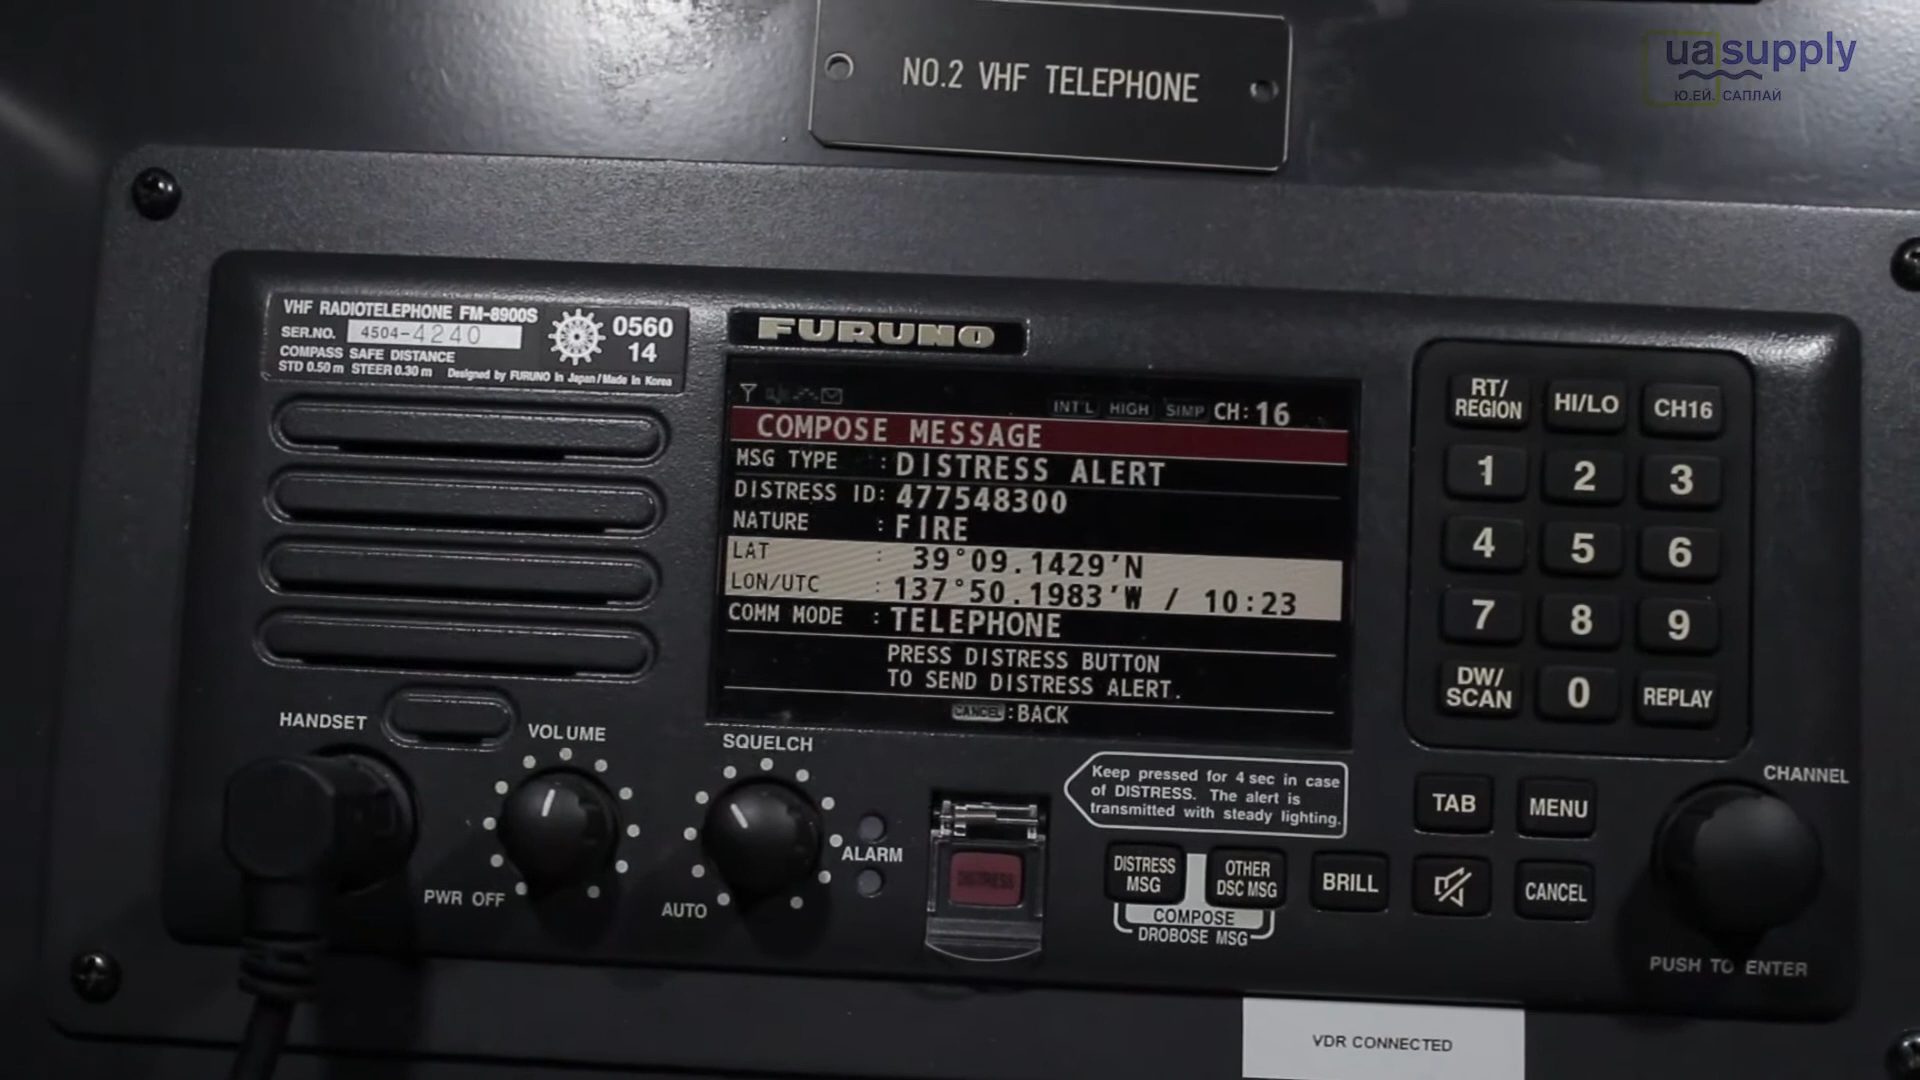 uasupply
Ю.ЕЙ. САПЛАЙ
NO.2 VHF TELEPHONE
VHF RADIOTELEPHONE FM-8900S
SER.NO. 4504-4240
COMPASS SAFE DISTANCE
STD 0.50 m STEER 0.30 m Designed by FURUNO in Japan/Made in Korea
0560
14
FURUNO
INT'L HIGH SIMP CH:16
COMPOSE MESSAGE
MSG TYPE : DISTRESS ALERT
DISTRESS ID: 477548300
NATURE : FIRE
LAT : 39°09.1429'N
LON/UTC : 137°50.1983'W / 10:23
COMM MODE : TELEPHONE
PRESS DISTRESS BUTTON
TO SEND DISTRESS ALERT.
CANCEL:BACK
RT/
REGION
HI/LO
CH16
1
2
3
4
5
6
7
8
9
DW/
SCAN
0
REPLAY
HANDSET
VOLUME
PWR OFF
SQUELCH
AUTO
ALARM
DISTRESS
Keep pressed for 4 sec in case
of DISTRESS. The alert is
transmitted with steady lighting.
DISTRESS
MSG
OTHER
DSC MSG
COMPOSE
DROBOSE MSG
BRILL
TAB
MENU
CANCEL
CHANNEL
PUSH TO ENTER
VDR CONNECTED